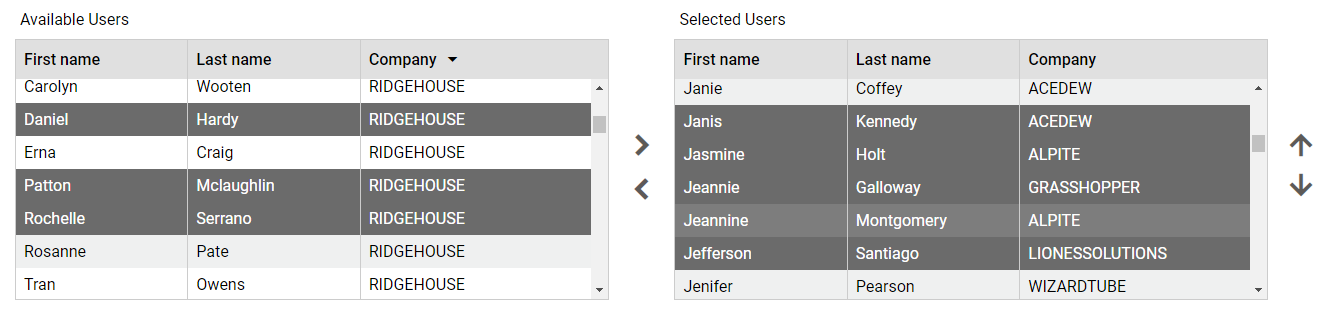 Available Users
First name Last name Company
Carolyn Wooten RIDGEHOUSE
Daniel Hardy RIDGEHOUSE
Erna Craig RIDGEHOUSE
Patton Mclaughlin RIDGEHOUSE
Rochelle Serrano RIDGEHOUSE
Rosanne Pate RIDGEHOUSE
Tran Owens RIDGEHOUSE
Selected Users
First name Last name Company
Janie Coffey ACEDEW
Janis Kennedy ACEDEW
Jasmine Holt ALPITE
Jeannie Galloway GRASSHOPPER
Jeannine Montgomery ALPITE
Jefferson Santiago LIONESSOLUTIONS
Jenifer Pearson WIZARDTUBE